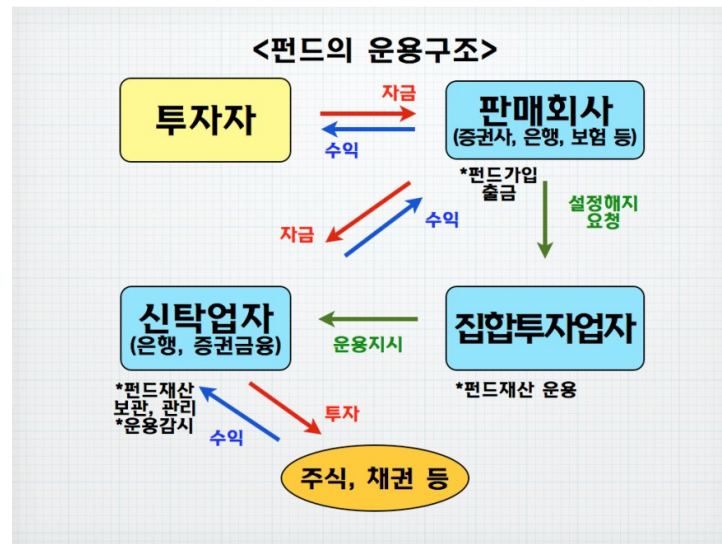 <펀드의 운용구조>
투자자
자금
수익
판매회사
(증권사, 은행, 보험 등)
*펀드가입
출금
설정해지
요청
자금
수익
신탁업자
(은행, 증권금융)
운용지시
집합투자업자
*펀드재산
보관, 관리
*운용감시
*펀드재산 운용
투자
수익
주식, 채권 등